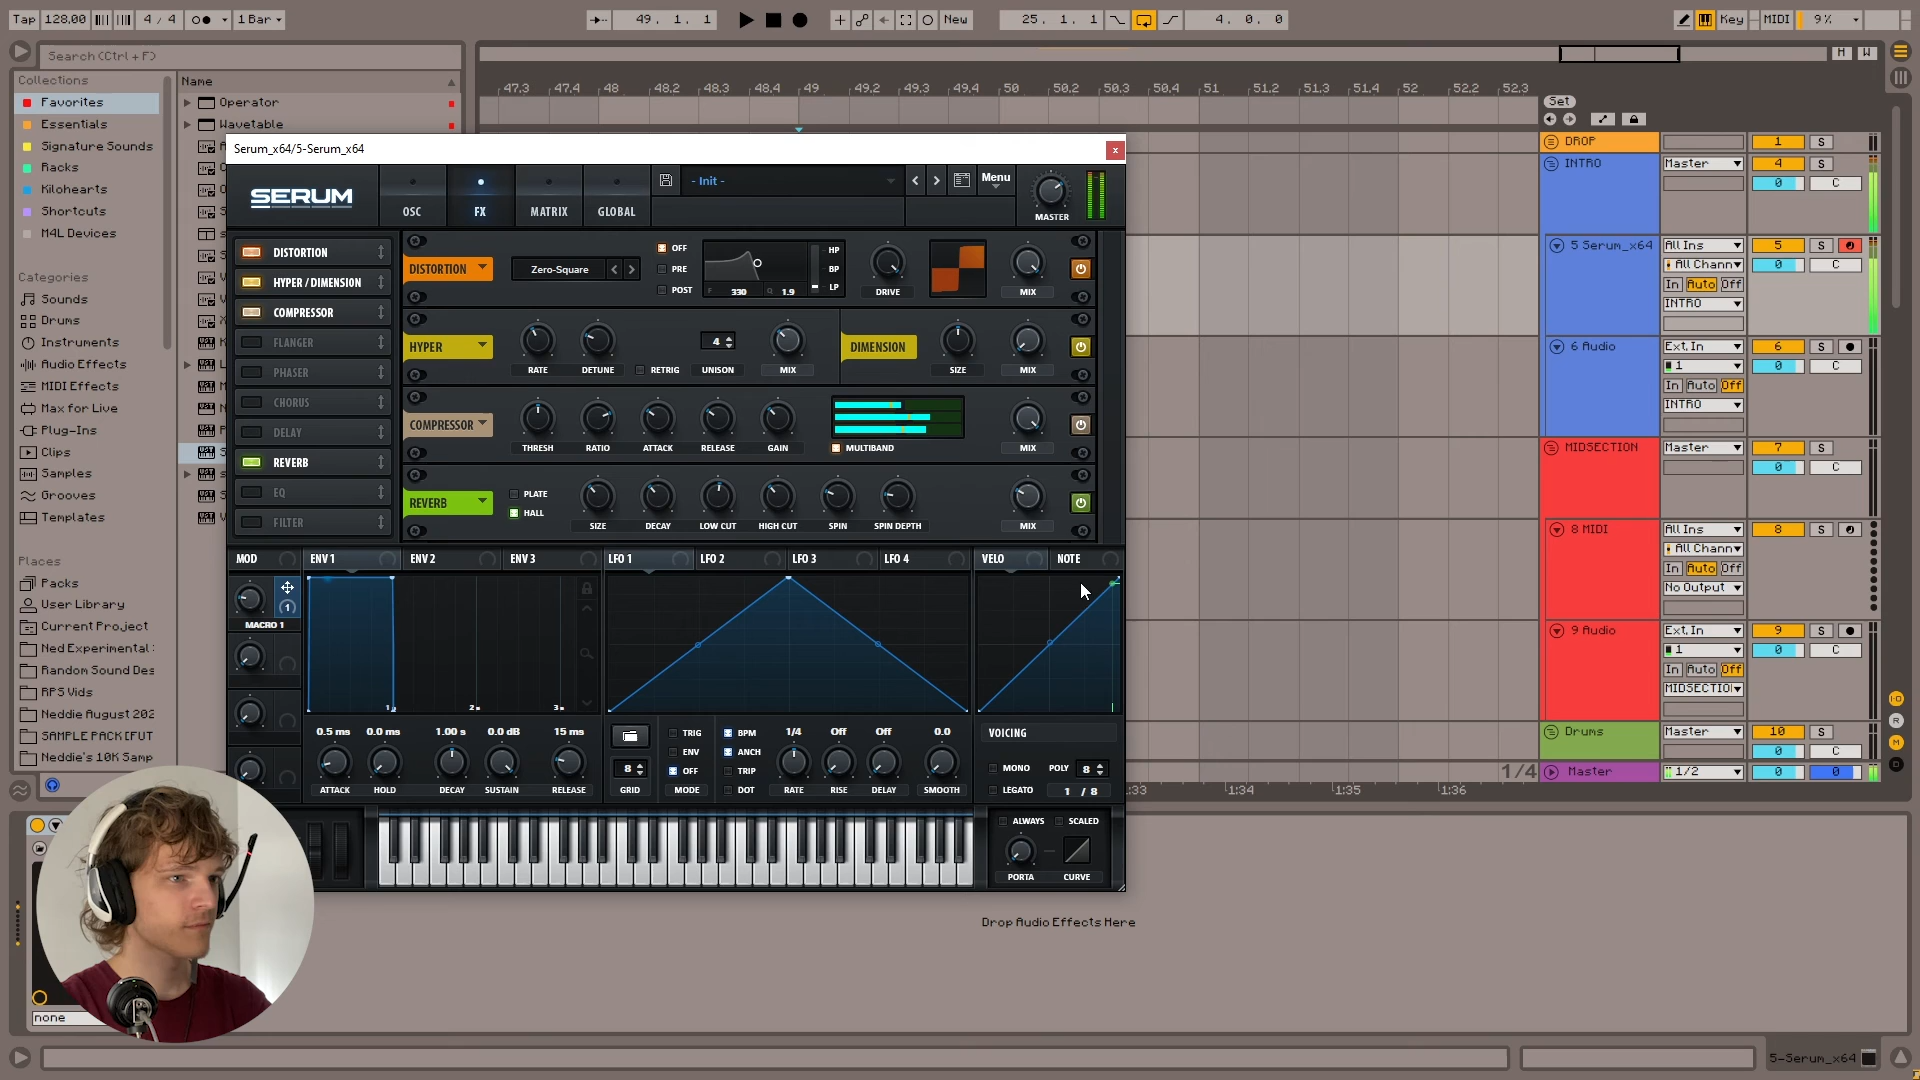 Tap 128.00 4 / 4 1 Bar 49. 1. 1 New 25. 1. 1 4. 0. 0 Key MIDI 9 %
Search (Ctrl + F)
H W
Collections
Favorites
Essentials
Signature Sounds
Racks
Kilohearts
Shortcuts
M4L Devices
Categories
Sounds
Drums
Instruments
Audio Effects
MIDI Effects
Max for Live
Plug-Ins
Clips
Samples
Grooves
Templates
Places
Packs
User Library
Current Project
Ned Experimental
Random Sound Des
RPS Vids
Neddie August 202
SAMPLE PACK (FUT
Neddie's 10K Samp
Name
Operator
Wavetable
47.3 47.4 48 48.2 48.3 48.4 49 49.2 49.3 49.4 50 50.2 50.3 50.4 51 51.2 51.3 51.4 52 52.2 52.3
Serum_x64/5-Serum_x64
x
SERUM
OSC FX MATRIX GLOBAL
- Init -
Menu
MASTER
DISTORTION
HYPER / DIMENSION
COMPRESSOR
FLANGER
PHASER
CHORUS
DELAY
REVERB
EQ
FILTER
DISTORTION Zero-Square OFF PRE POST F 330 Q 1.9 HP BP LP DRIVE MIX
HYPER RATE DETUNE RETRIG 4 UNISON MIX DIMENSION SIZE MIX
COMPRESSOR THRESH RATIO ATTACK RELEASE GAIN MULTIBAND MIX
REVERB PLATE HALL SIZE DECAY LOW CUT HIGH CUT SPIN SPIN DEPTH MIX
MOD ENV 1 ENV 2 ENV 3 LFO 1 LFO 2 LFO 3 LFO 4 VELO NOTE
1
MACRO 1
1 2 3
0.5 ms 0.0 ms 1.00 s 0.0 dB 15 ms
ATTACK HOLD DECAY SUSTAIN RELEASE
8 GRID
TRIG ENV OFF MODE
BPM ANCH TRIP DOT
1/4 Off Off 0.0
RATE RISE DELAY SMOOTH
VOICING
MONO POLY 8
LEGATO 1 / 8
ALWAYS SCALED
PORTA CURVE
Set
DROP 1 S
INTRO Master 4 S
0 C
5 Serum_x64 All Ins 5 S
All Chann 0 C
In Auto Off
INTRO
6 Audio Ext. In 6 S
1 0 C
In Auto Off
INTRO
MIDSECTION Master 7 S
0 C
8 MIDI All Ins 8 S
All Chann 0 C
In Auto Off
No Output
9 Audio Ext. In 9 S
1 0 C
In Auto Off
MIDSECTIO
Drums Master 10 S
0 C
1/4 Master 1/2 0 0
:33 1:34 1:35 1:36
Drop Audio Effects Here
none
5-Serum_x64